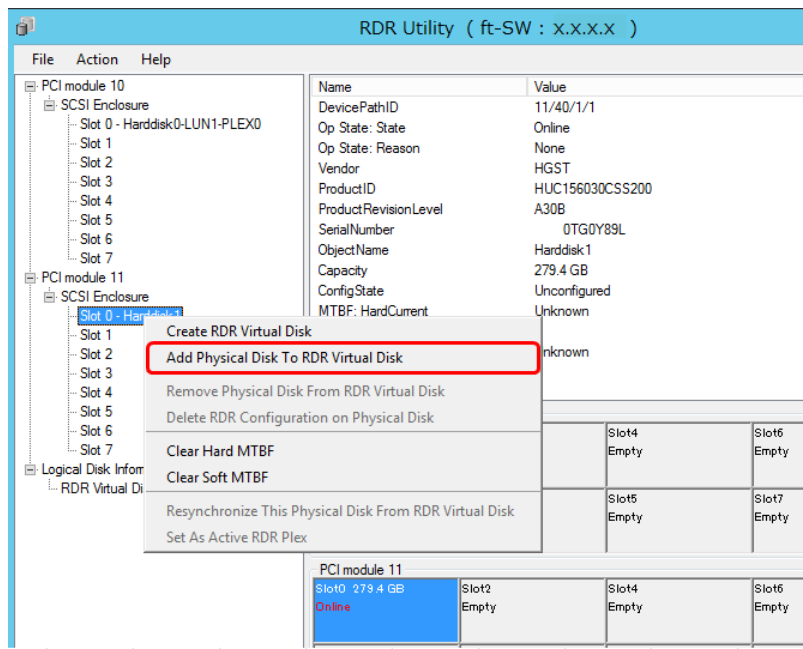 RDR Utility ( ft-SW : x.x.x.x )
File Action Help
PCI module 10
SCSI Enclosure
Slot 0 - Harddisk0-LUN1-PLEX0
Slot 1
Slot 2
Slot 3
Slot 4
Slot 5
Slot 6
Slot 7
PCI module 11
SCSI Enclosure
Slot 0 - Harddisk1
Slot 1
Slot 2
Slot 3
Slot 4
Slot 5
Slot 6
Slot 7
Logical Disk Infom
RDR Virtual Di
Name Value
DevicePathID 11/40/1/1
Op State: State Online
Op State: Reason None
Vendor HGST
ProductID HUC156030CSS200
ProductRevisionLevel A30B
SerialNumber 0TG0Y89L
ObjectName Harddisk1
Capacity 279.4 GB
ConfigState Unconfigured
MTBF: HardCurrent Unknown
nknown
Create RDR Virtual Disk
Add Physical Disk To RDR Virtual Disk
Remove Physical Disk From RDR Virtual Disk
Delete RDR Configuration on Physical Disk
Clear Hard MTBF
Clear Soft MTBF
Resynchronize This Physical Disk From RDR Virtual Disk
Set As Active RDR Plex
Slot4 Slot6
Empty Empty
Slot5 Slot7
Empty Empty
PCI module 11
Slot0 279.4 GB Slot2 Slot4 Slot6
Online Empty Empty Empty